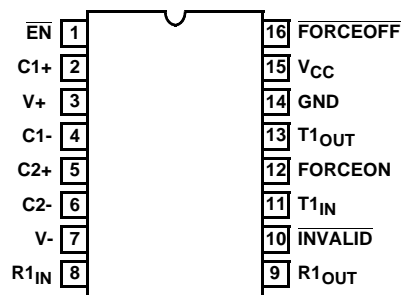 EN 1 16 FORCEOFF
C1+ 2 15 VCC
V+ 3 14 GND
C1- 4 13 T1OUT
C2+ 5 12 FORCEON
C2- 6 11 T1IN
V- 7 10 INVALID
R1IN 8 9 R1OUT